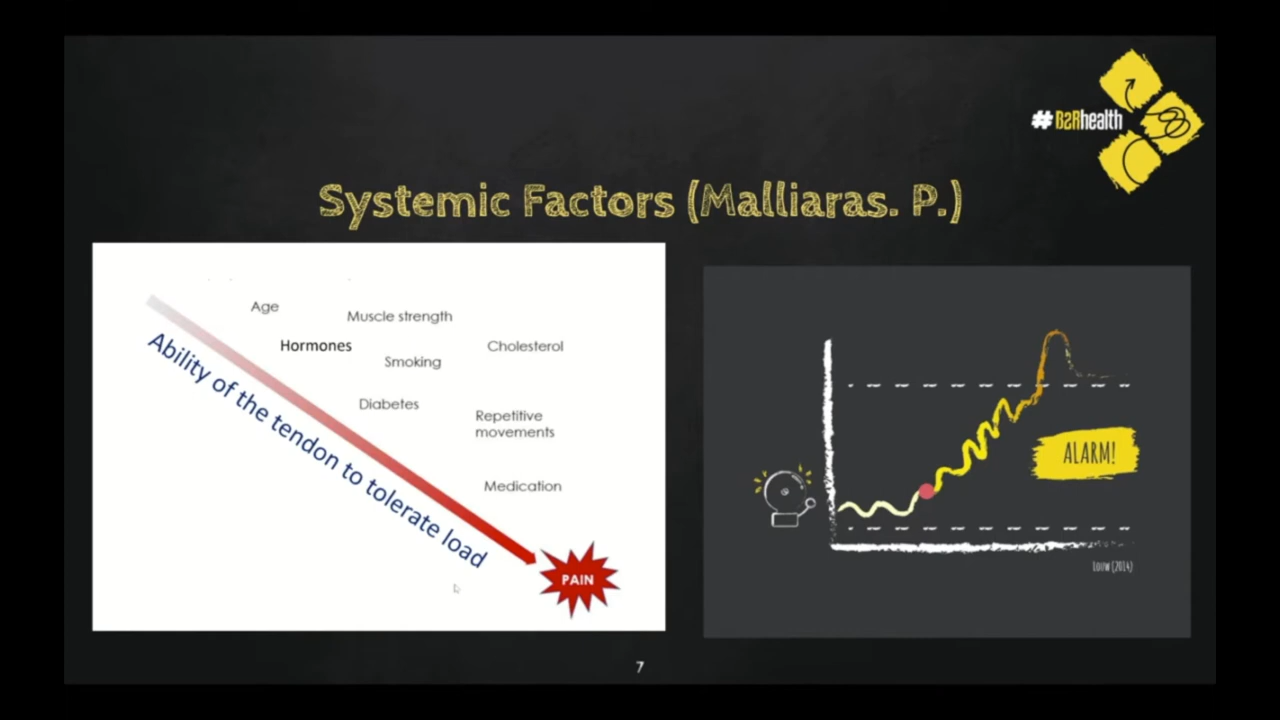 #B2Rhealth
Systemic Factors (Malliaras. P.)
Age
Muscle strength
Hormones
Smoking
Cholesterol
Diabetes
Repetitive
movements
Medication
Ability of the tendon to tolerate load
PAIN
ALARM!
Louw (2014)
7